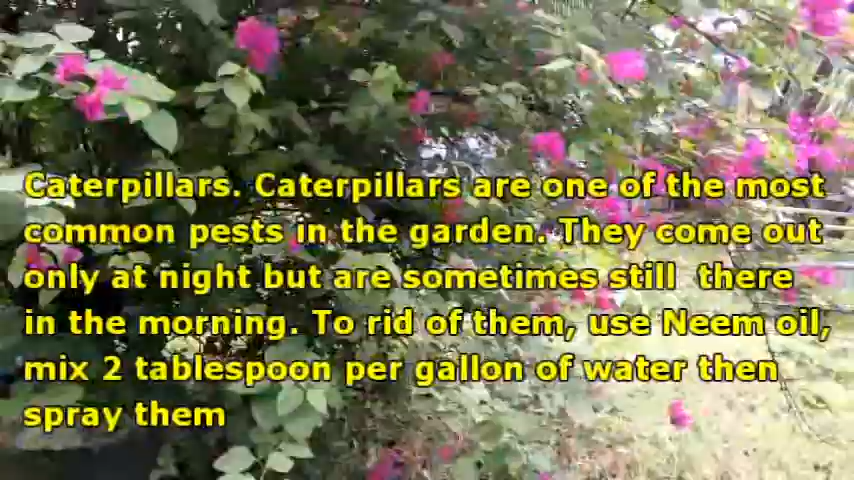 Caterpillars. Caterpillars are one of the most
common pests in the garden. They come out
only at night but are sometimes still  there
in the morning. To rid of them, use Neem oil,
mix 2 tablespoon per gallon of water then
spray them